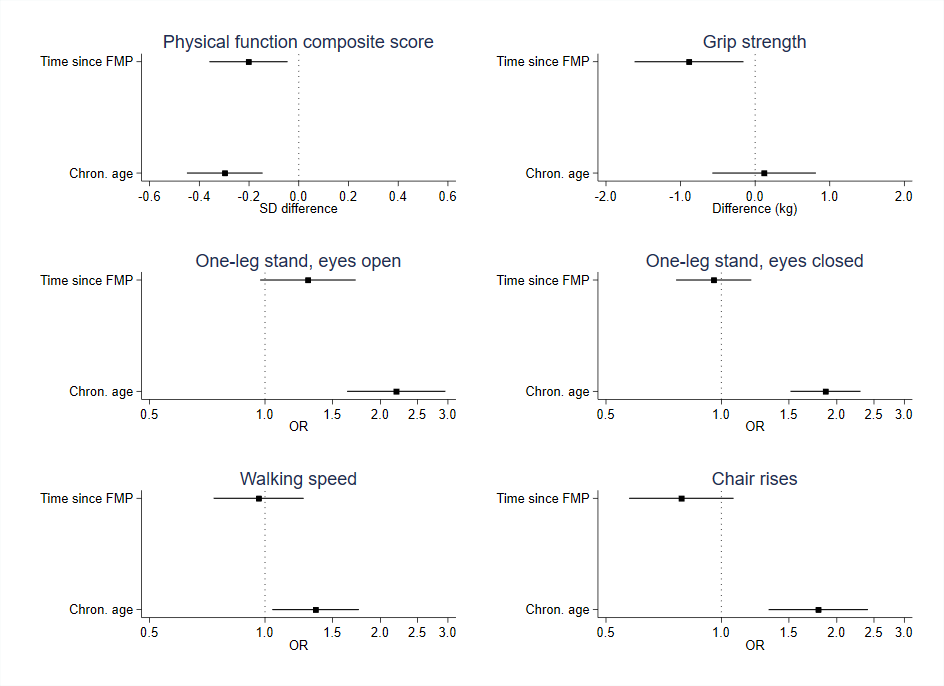 Physical function composite score
Time since FMP
Chron. age
-0.6 -0.4 -0.2 0.0 0.2 0.4 0.6
SD difference
Grip strength
Time since FMP
Chron. age
-2.0 -1.0 0.0 1.0 2.0
Difference (kg)
One-leg stand, eyes open
Time since FMP
Chron. age
0.5 1.0 1.5 2.0 2.5 3.0
OR
One-leg stand, eyes closed
Time since FMP
Chron. age
0.5 1.0 1.5 2.0 2.5 3.0
OR
Walking speed
Time since FMP
Chron. age
0.5 1.0 1.5 2.0 2.5 3.0
OR
Chair rises
Time since FMP
Chron. age
0.5 1.0 1.5 2.0 2.5 3.0
OR